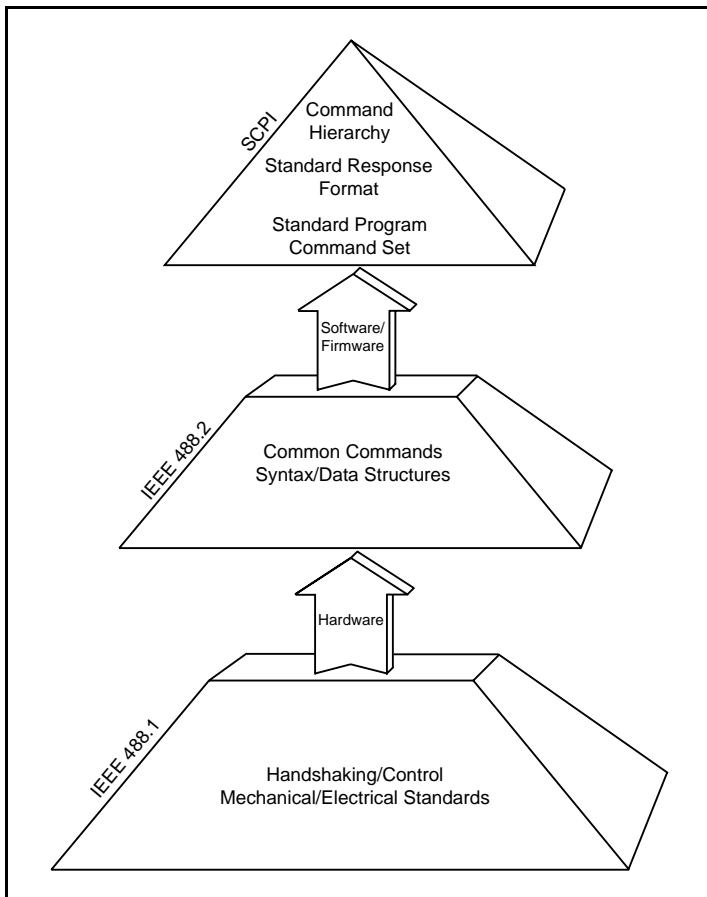 SCPI
Command
Hierarchy
Standard Response
Format
Standard Program
Command Set
Software/
Firmware
IEEE 488.2
Common Commands
Syntax/Data Structures
Hardware
IEEE 488.1
Handshaking/Control
Mechanical/Electrical Standards